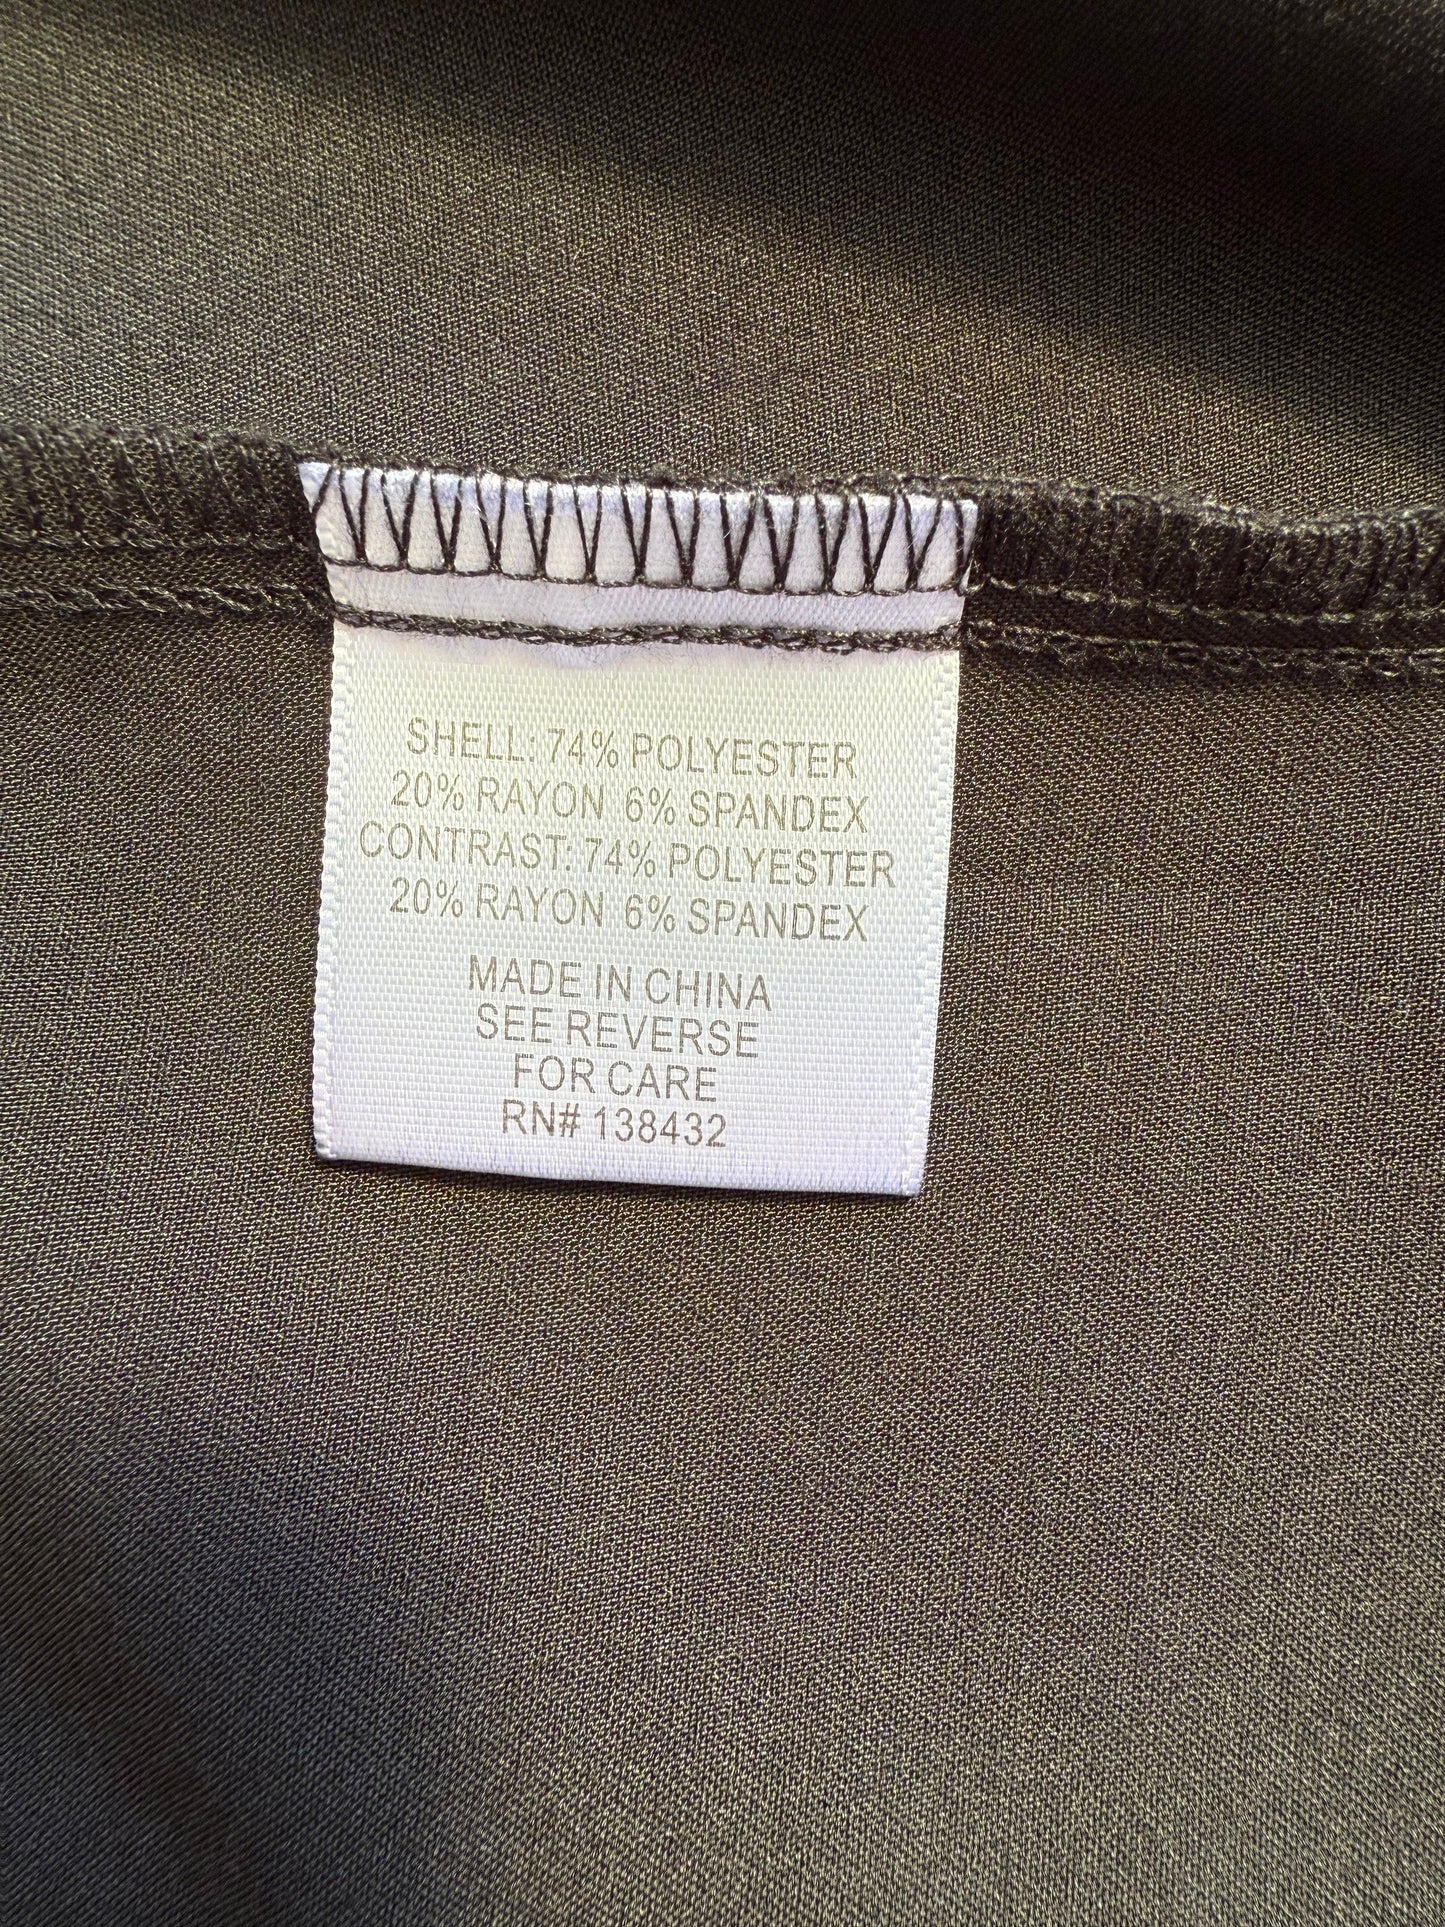 SHELL: 74% POLYESTER
20% RAYON 6% SPANDEX
CONTRAST: 74% POLYESTER
20% RAYON 6% SPANDEX
MADE IN CHINA
SEE REVERSE
FOR CARE
RN# 138432